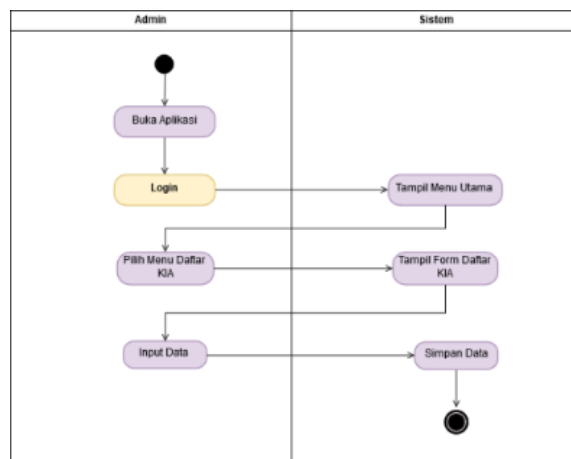 Admin
Sistem
Buka Aplikasi
Login
Tampil Menu Utama
Pilih Menu Daftar
KIA
Tampil Form Daftar
KIA
Input Data
Simpan Data